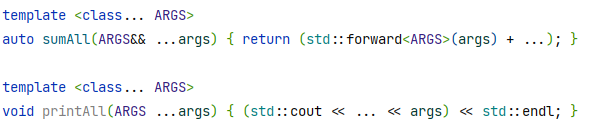 template <class... ARGS>
auto sumAll(ARGS&& ...args) { return (std::forward<ARGS>(args) + ...); }
template <class... ARGS>
void printAll(ARGS ...args) { (std::cout << ... << args) << std::endl; }